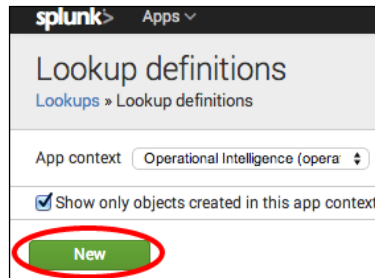 splunk> Apps
Lookup definitions
Lookups » Lookup definitions
App context Operational Intelligence (opera
Show only objects created in this app context
New